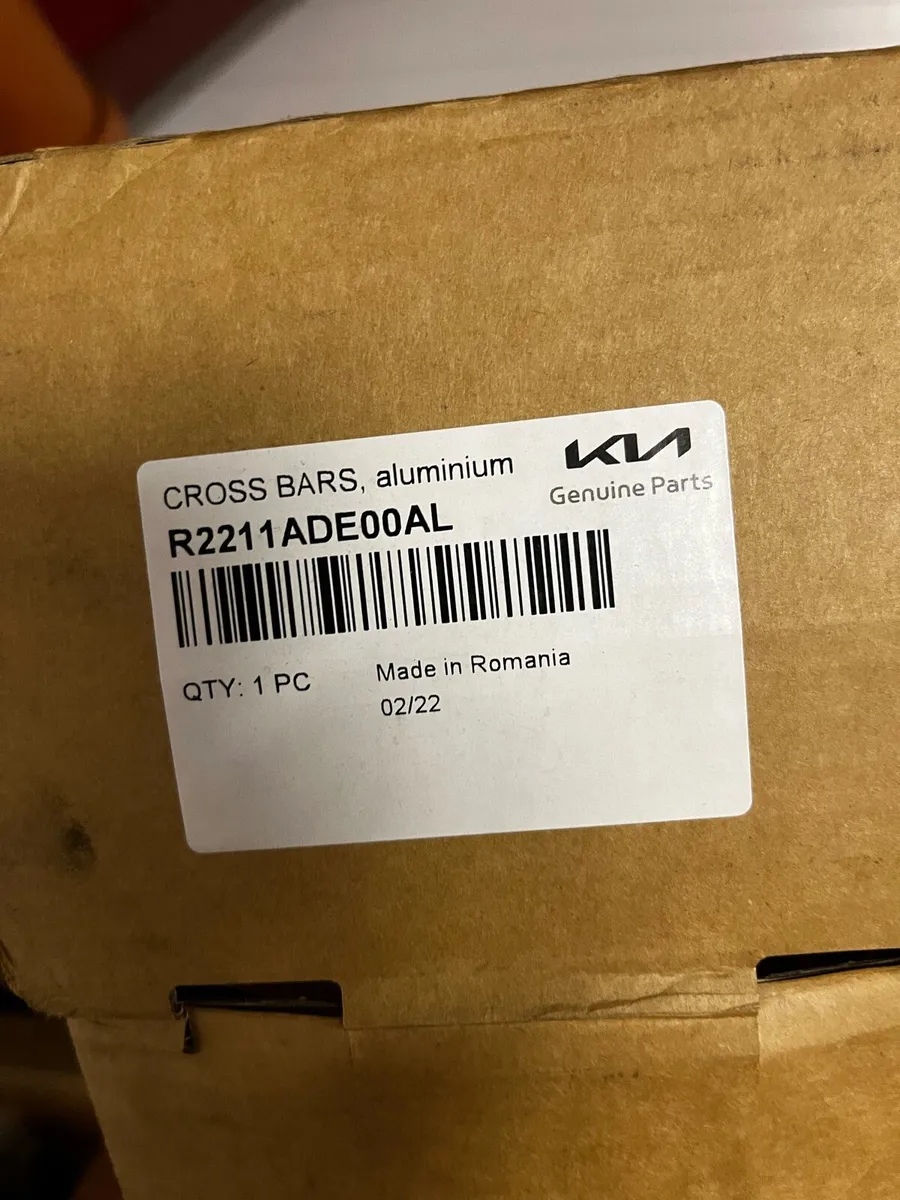 CROSS BARS, aluminium
KIA
Genuine Parts
R2211ADE00AL
QTY: 1 PC
Made in Romania
02/22